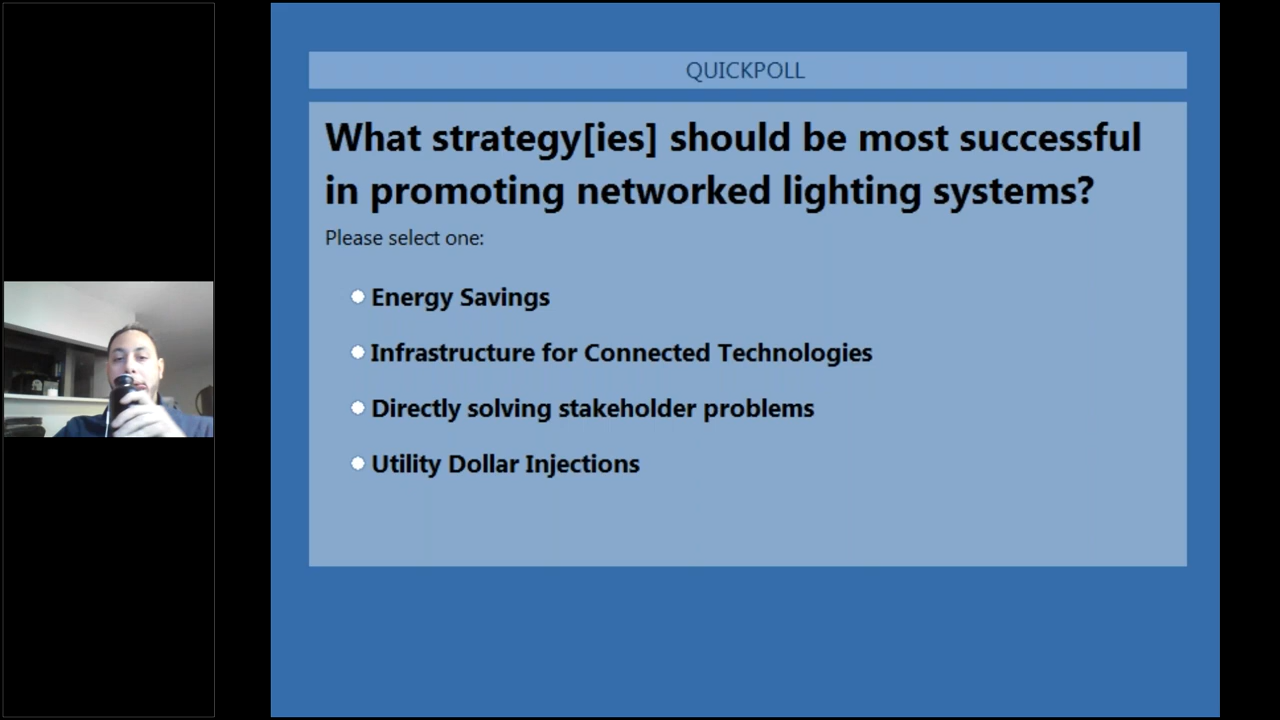 QUICKPOLL
What strategy[ies] should be most successful
in promoting networked lighting systems?
Please select one:
Energy Savings
Infrastructure for Connected Technologies
Directly solving stakeholder problems
Utility Dollar Injections